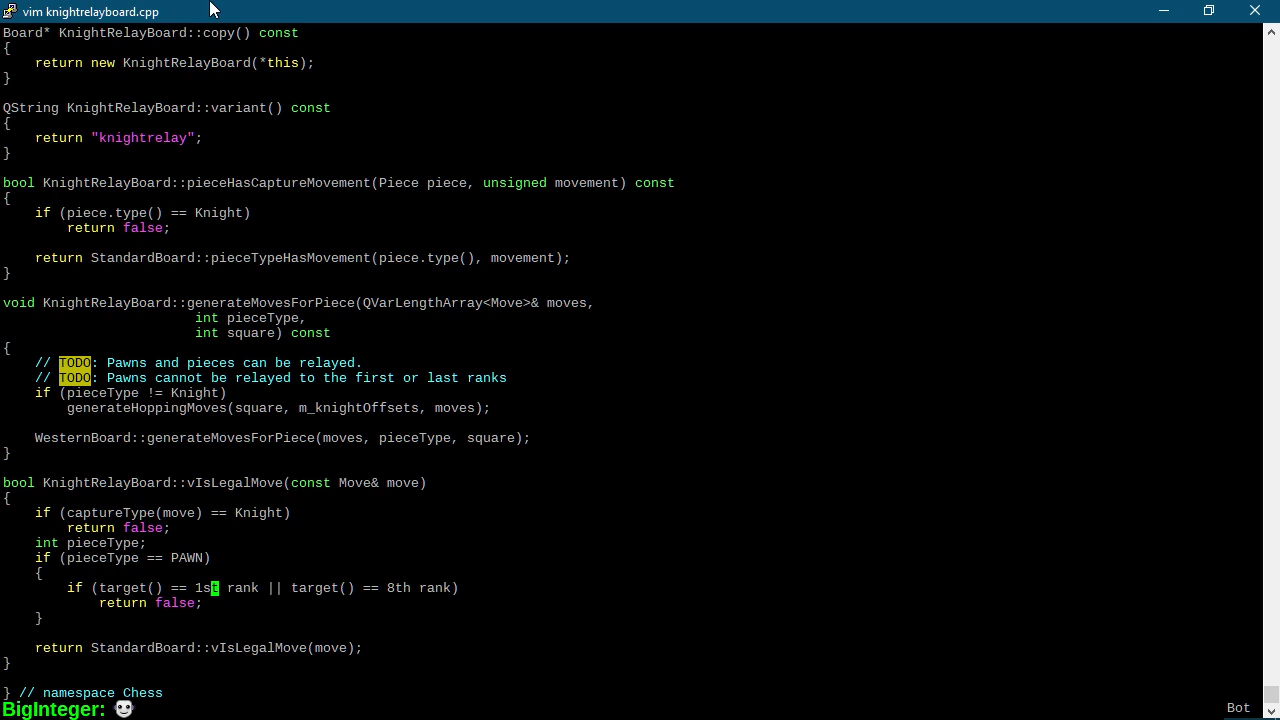 vim knightrelayboard.cpp
Board* KnightRelayBoard::copy() const
{
    return new KnightRelayBoard(*this);
}

QString KnightRelayBoard::variant() const
{
    return "knightrelay";
}

bool KnightRelayBoard::pieceHasCaptureMovement(Piece piece, unsigned movement) const
{
    if (piece.type() == Knight)
        return false;

    return StandardBoard::pieceTypeHasMovement(piece.type(), movement);
}

void KnightRelayBoard::generateMovesForPiece(QVarLengthArray<Move>& moves,
                        int pieceType,
                        int square) const
{
    // TODO: Pawns and pieces can be relayed.
    // TODO: Pawns cannot be relayed to the first or last ranks
    if (pieceType != Knight)
        generateHoppingMoves(square, m_knightOffsets, moves);

    WesternBoard::generateMovesForPiece(moves, pieceType, square);
}

bool KnightRelayBoard::vIsLegalMove(const Move& move)
{
    if (captureType(move) == Knight)
        return false;
    int pieceType;
    if (pieceType == PAWN)
    {
        if (target() == 1st rank || target() == 8th rank)
            return false;
    }

    return StandardBoard::vIsLegalMove(move);
}

} // namespace Chess
BigInteger:
Bot